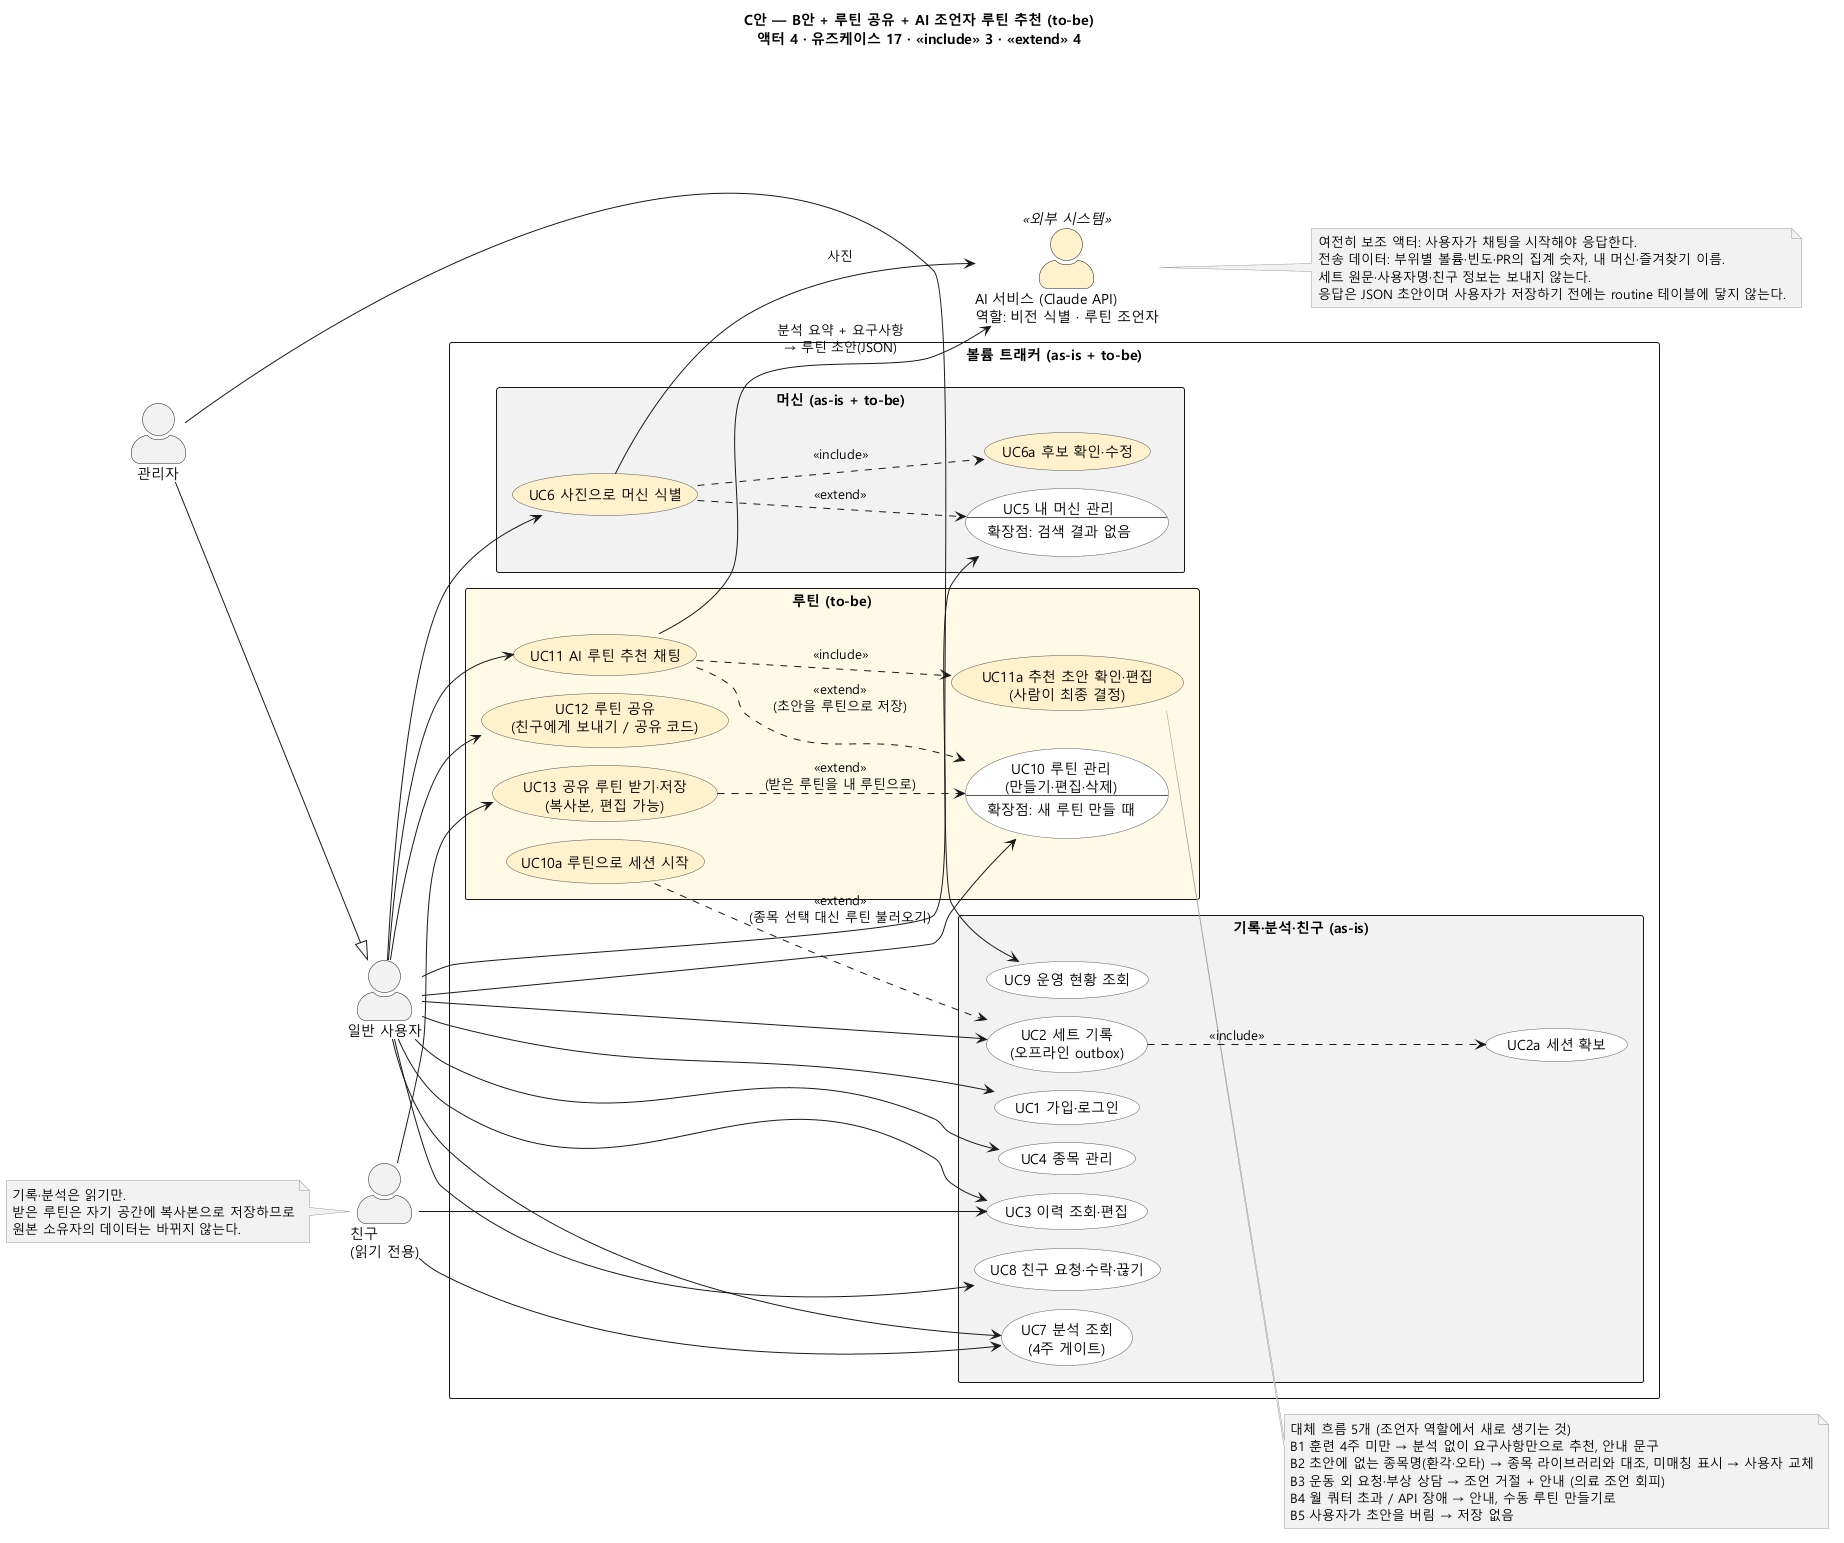 C안 — B안 + 루틴 공유 + AI 조언자 루틴 추천 (to-be)
액터 4 · 유즈케이스 17 · «include» 3 · «extend» 4
«외부 시스템»
AI 서비스 (Claude API)
역할: 비전 식별 · 루틴 조언자
여전히 보조 액터: 사용자가 채팅을 시작해야 응답한다.
전송 데이터: 부위별 볼륨·빈도·PR의 집계 숫자, 내 머신·즐겨찾기 이름.
세트 원문·사용자명·친구 정보는 보내지 않는다.
응답은 JSON 초안이며 사용자가 저장하기 전에는 routine 테이블에 닿지 않는다.
사진
분석 요약 + 요구사항
→ 루틴 초안(JSON)
볼륨 트래커 (as-is + to-be)
관리자
머신 (as-is + to-be)
UC6 사진으로 머신 식별
«include»
UC6a 후보 확인·수정
«extend»
UC5 내 머신 관리
확장점: 검색 결과 없음
루틴 (to-be)
UC11 AI 루틴 추천 채팅
«include»
UC11a 추천 초안 확인·편집
(사람이 최종 결정)
«extend»
(초안을 루틴으로 저장)
UC12 루틴 공유
(친구에게 보내기 / 공유 코드)
UC13 공유 루틴 받기·저장
(복사본, 편집 가능)
«extend»
(받은 루틴을 내 루틴으로)
UC10 루틴 관리
(만들기·편집·삭제)
확장점: 새 루틴 만들 때
UC10a 루틴으로 세션 시작
«extend»
(종목 선택 대신 루틴 불러오기)
기록·분석·친구 (as-is)
UC9 운영 현황 조회
일반 사용자
UC2 세트 기록
(오프라인 outbox)
«include»
UC2a 세션 확보
UC1 가입·로그인
UC4 종목 관리
UC3 이력 조회·편집
UC8 친구 요청·수락·끊기
UC7 분석 조회
(4주 게이트)
기록·분석은 읽기만.
받은 루틴은 자기 공간에 복사본으로 저장하므로
원본 소유자의 데이터는 바뀌지 않는다.
친구
(읽기 전용)
대체 흐름 5개 (조언자 역할에서 새로 생기는 것)
B1 훈련 4주 미만 → 분석 없이 요구사항만으로 추천, 안내 문구
B2 초안에 없는 종목명(환각·오타) → 종목 라이브러리와 대조, 미매칭 표시 → 사용자 교체
B3 운동 외 요청·부상 상담 → 조언 거절 + 안내 (의료 조언 회피)
B4 월 쿼터 초과 / API 장애 → 안내, 수동 루틴 만들기로
B5 사용자가 초안을 버림 → 저장 없음